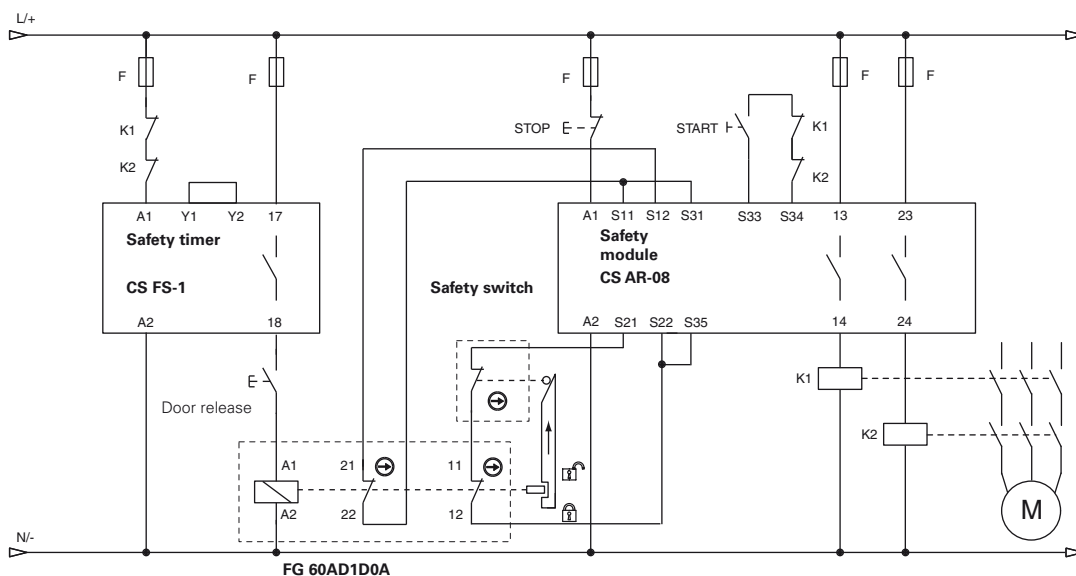 L/+
F
F
F
F
F
K1
K2
STOP
START
K1
K2
A1 Y1 Y2 17
A1 S11 S12 S31 S33 S34 13 23
Safety timer
CS FS-1
Safety
module
CS AR-08
Safety switch
A2 18
A2 S21 S22 S35 14 24
Door release
K1
K2
A1 21 11
A2 22 12
M
N/-
FG 60AD1D0A